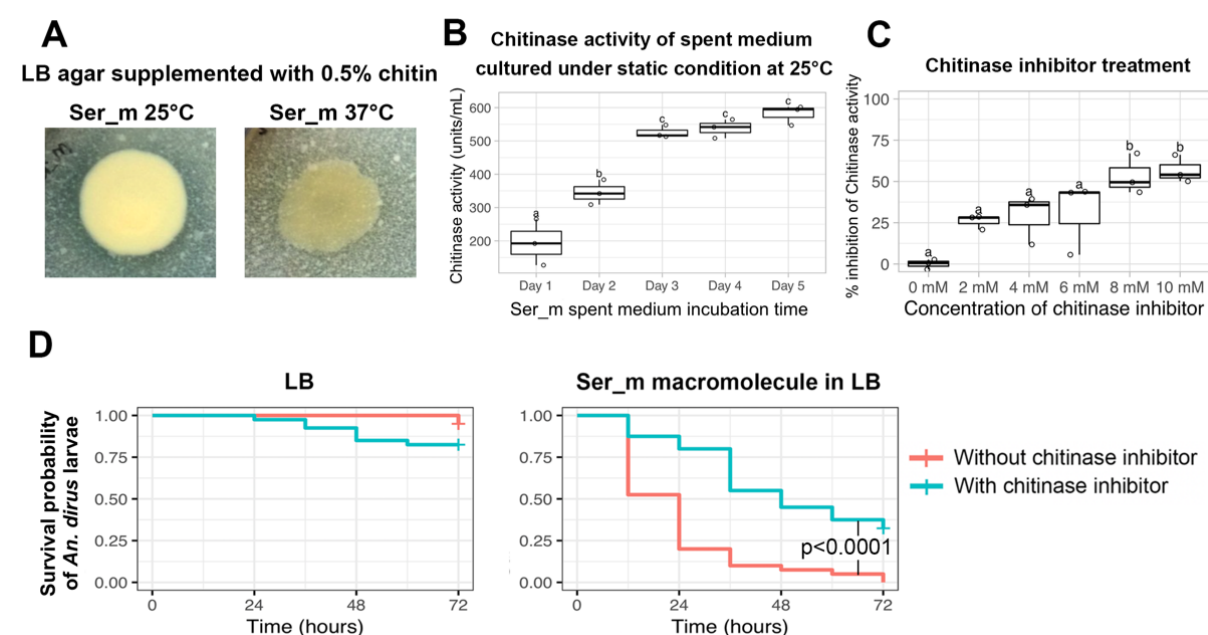 A
LB agar supplemented with 0.5% chitin
Ser_m 25°C
Ser_m 37°C
B
Chitinase activity of spent medium
cultured under static condition at 25°C
Chitinase activity (units/mL)
600
500
400
300
200
a
b
c
c
c
Day 1
Day 2
Day 3
Day 4
Day 5
Ser_m spent medium incubation time
C
Chitinase inhibitor treatment
% inhibition of Chitinase activity
100
75
50
25
0
a
a
a
a
b
b
0 mM
2 mM
4 mM
6 mM
8 mM
10 mM
Concentration of chitinase inhibitor
D
Survival probability
of An. dirus larvae
LB
1.00
0.75
0.50
0.25
0.00
0
24
48
72
Time (hours)
Ser_m macromolecule in LB
1.00
0.75
0.50
0.25
0.00
p<0.0001
0
24
48
72
Time (hours)
Without chitinase inhibitor
With chitinase inhibitor